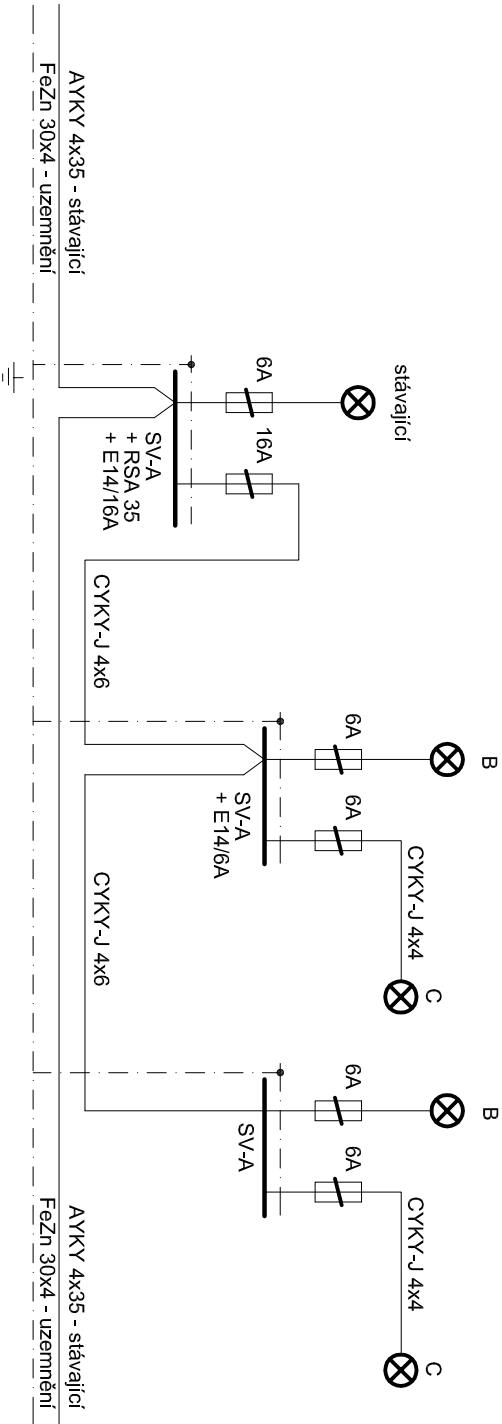 stávající
6A
16A
SV-A
+ RSA 35
+ E14/16A
AYKY 4x35 - stávající
FeZn 30x4 - uzemnění
CYKY-J 4x6
B
6A
6A
CYKY-J 4x4
C
SV-A
+ E14/6A
CYKY-J 4x6
B
6A
6A
CYKY-J 4x4
C
SV-A
AYKY 4x35 - stávající
FeZn 30x4 - uzemnění